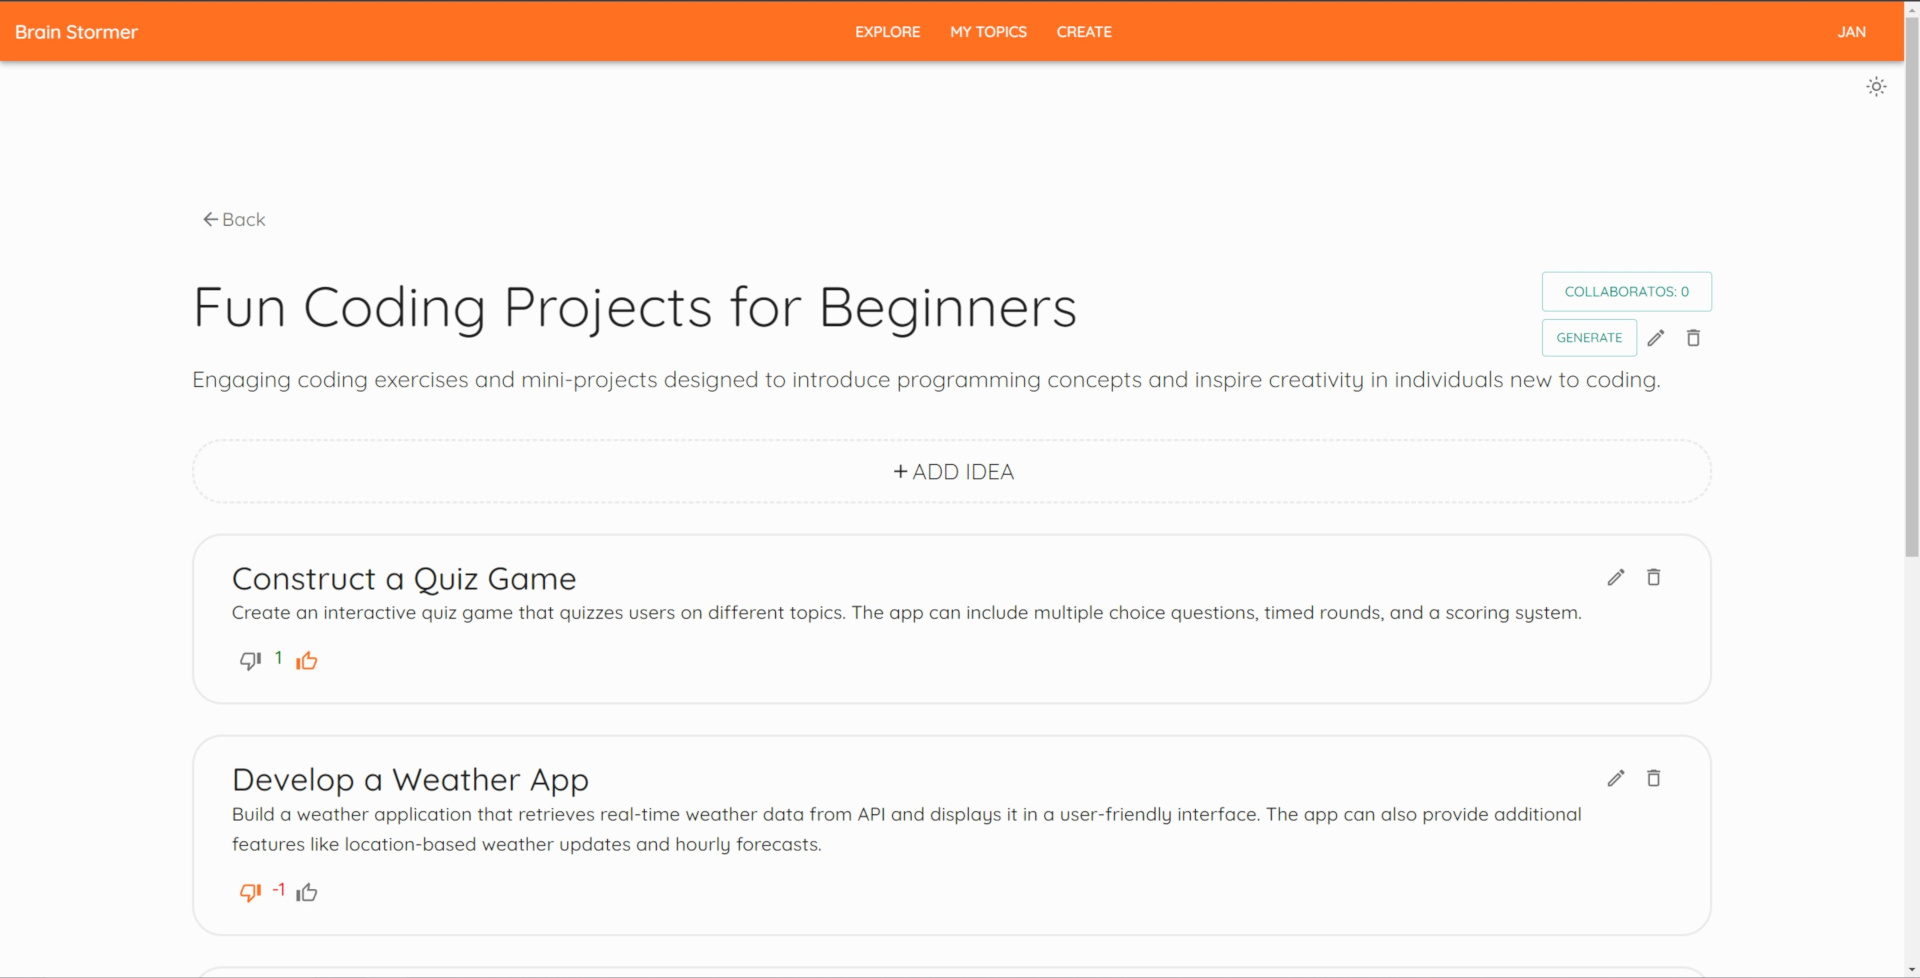 Brain Stormer
EXPLORE
MY TOPICS
CREATE
JAN
Back
Fun Coding Projects for Beginners
COLLABORATOS: 0
GENERATE
Engaging coding exercises and mini-projects designed to introduce programming concepts and inspire creativity in individuals new to coding.
+ ADD IDEA
Construct a Quiz Game
Create an interactive quiz game that quizzes users on different topics. The app can include multiple choice questions, timed rounds, and a scoring system.
1
Develop a Weather App
Build a weather application that retrieves real-time weather data from API and displays it in a user-friendly interface. The app can also provide additional
features like location-based weather updates and hourly forecasts.
-1